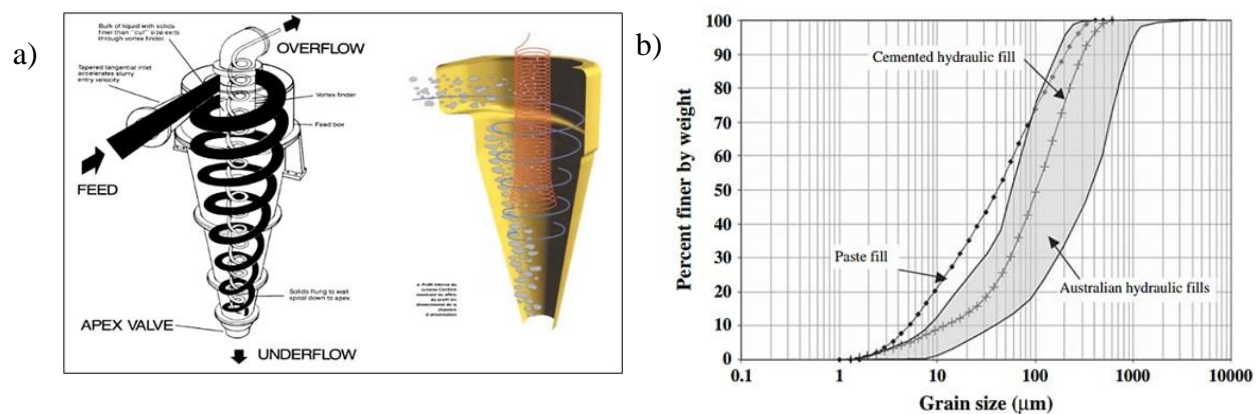 a)
Bulk of liquid with solids
finer than "cut" size exits
through vortex finder.
OVERFLOW
Tapered tangential inlet
accelerates slurry
entry velocity.
Vortex finder
Feed box
FEED
Solids flung to wall
spiral down to apex.
APEX VALVE
UNDERFLOW
b)
Percent finer by weight
100
90
80
70
60
50
40
30
20
10
0
Cemented hydraulic fill
Paste fill
Australian hydraulic fills
0.1
1
10
100
1000
10000
Grain size (µm)